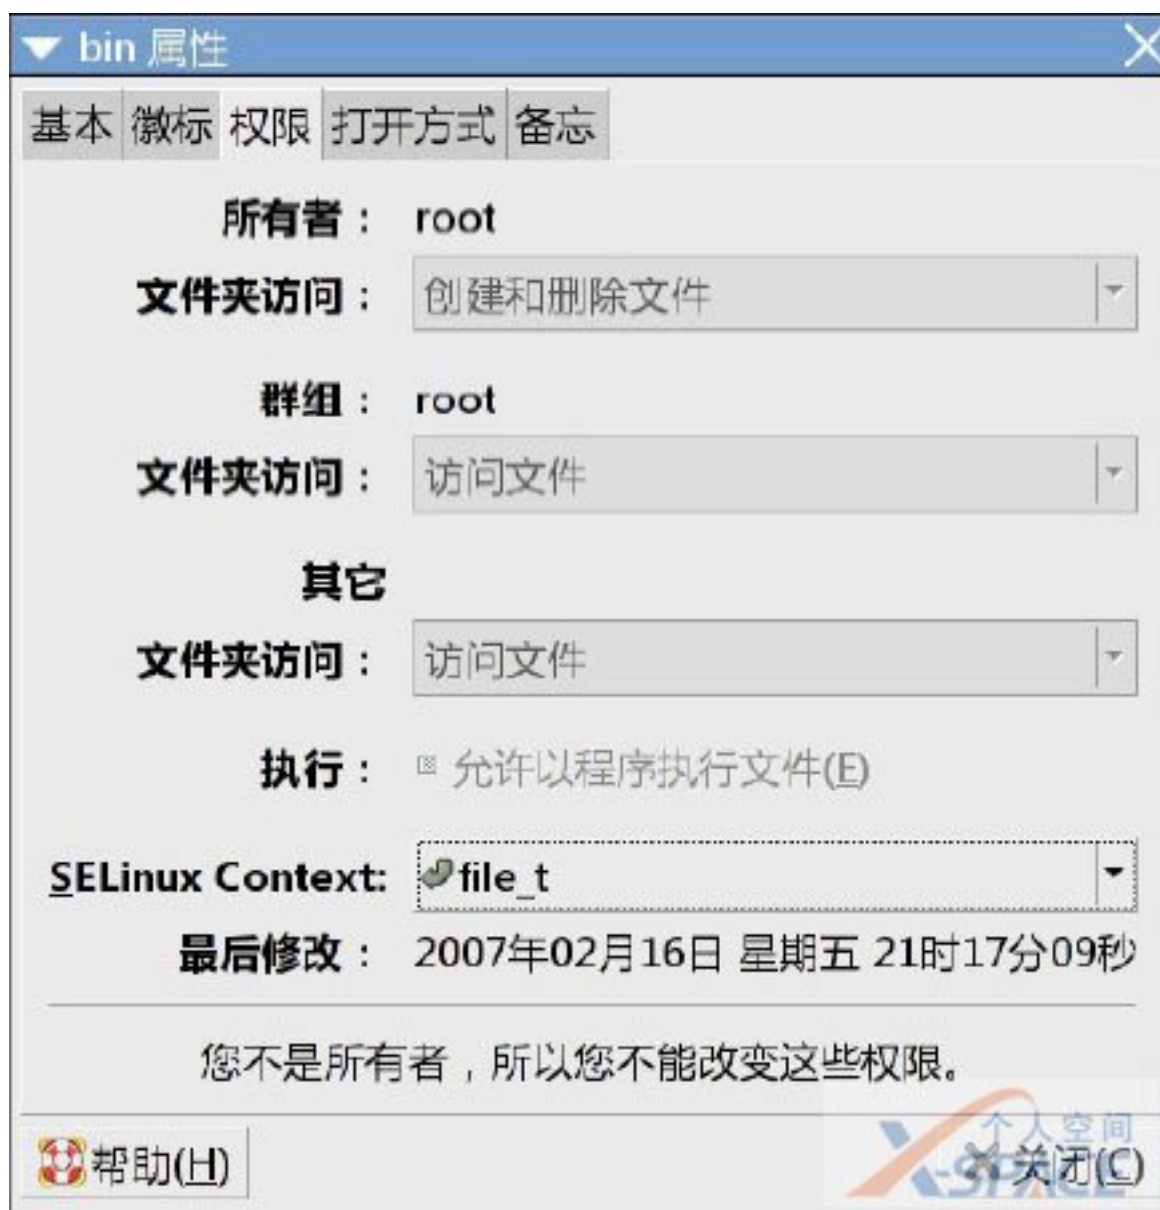 bin 属性
基本 徽标 权限 打开方式 备忘
所有者： root
文件夹访问： 创建和删除文件
群组： root
文件夹访问： 访问文件
其它
文件夹访问： 访问文件
执行： 允许以程序执行文件(E)
SELinux Context: file_t
最后修改： 2007年02月16日 星期五 21时17分09秒
您不是所有者，所以您不能改变这些权限。
个人空间
帮助(H) 关闭(C)
X-SPACE